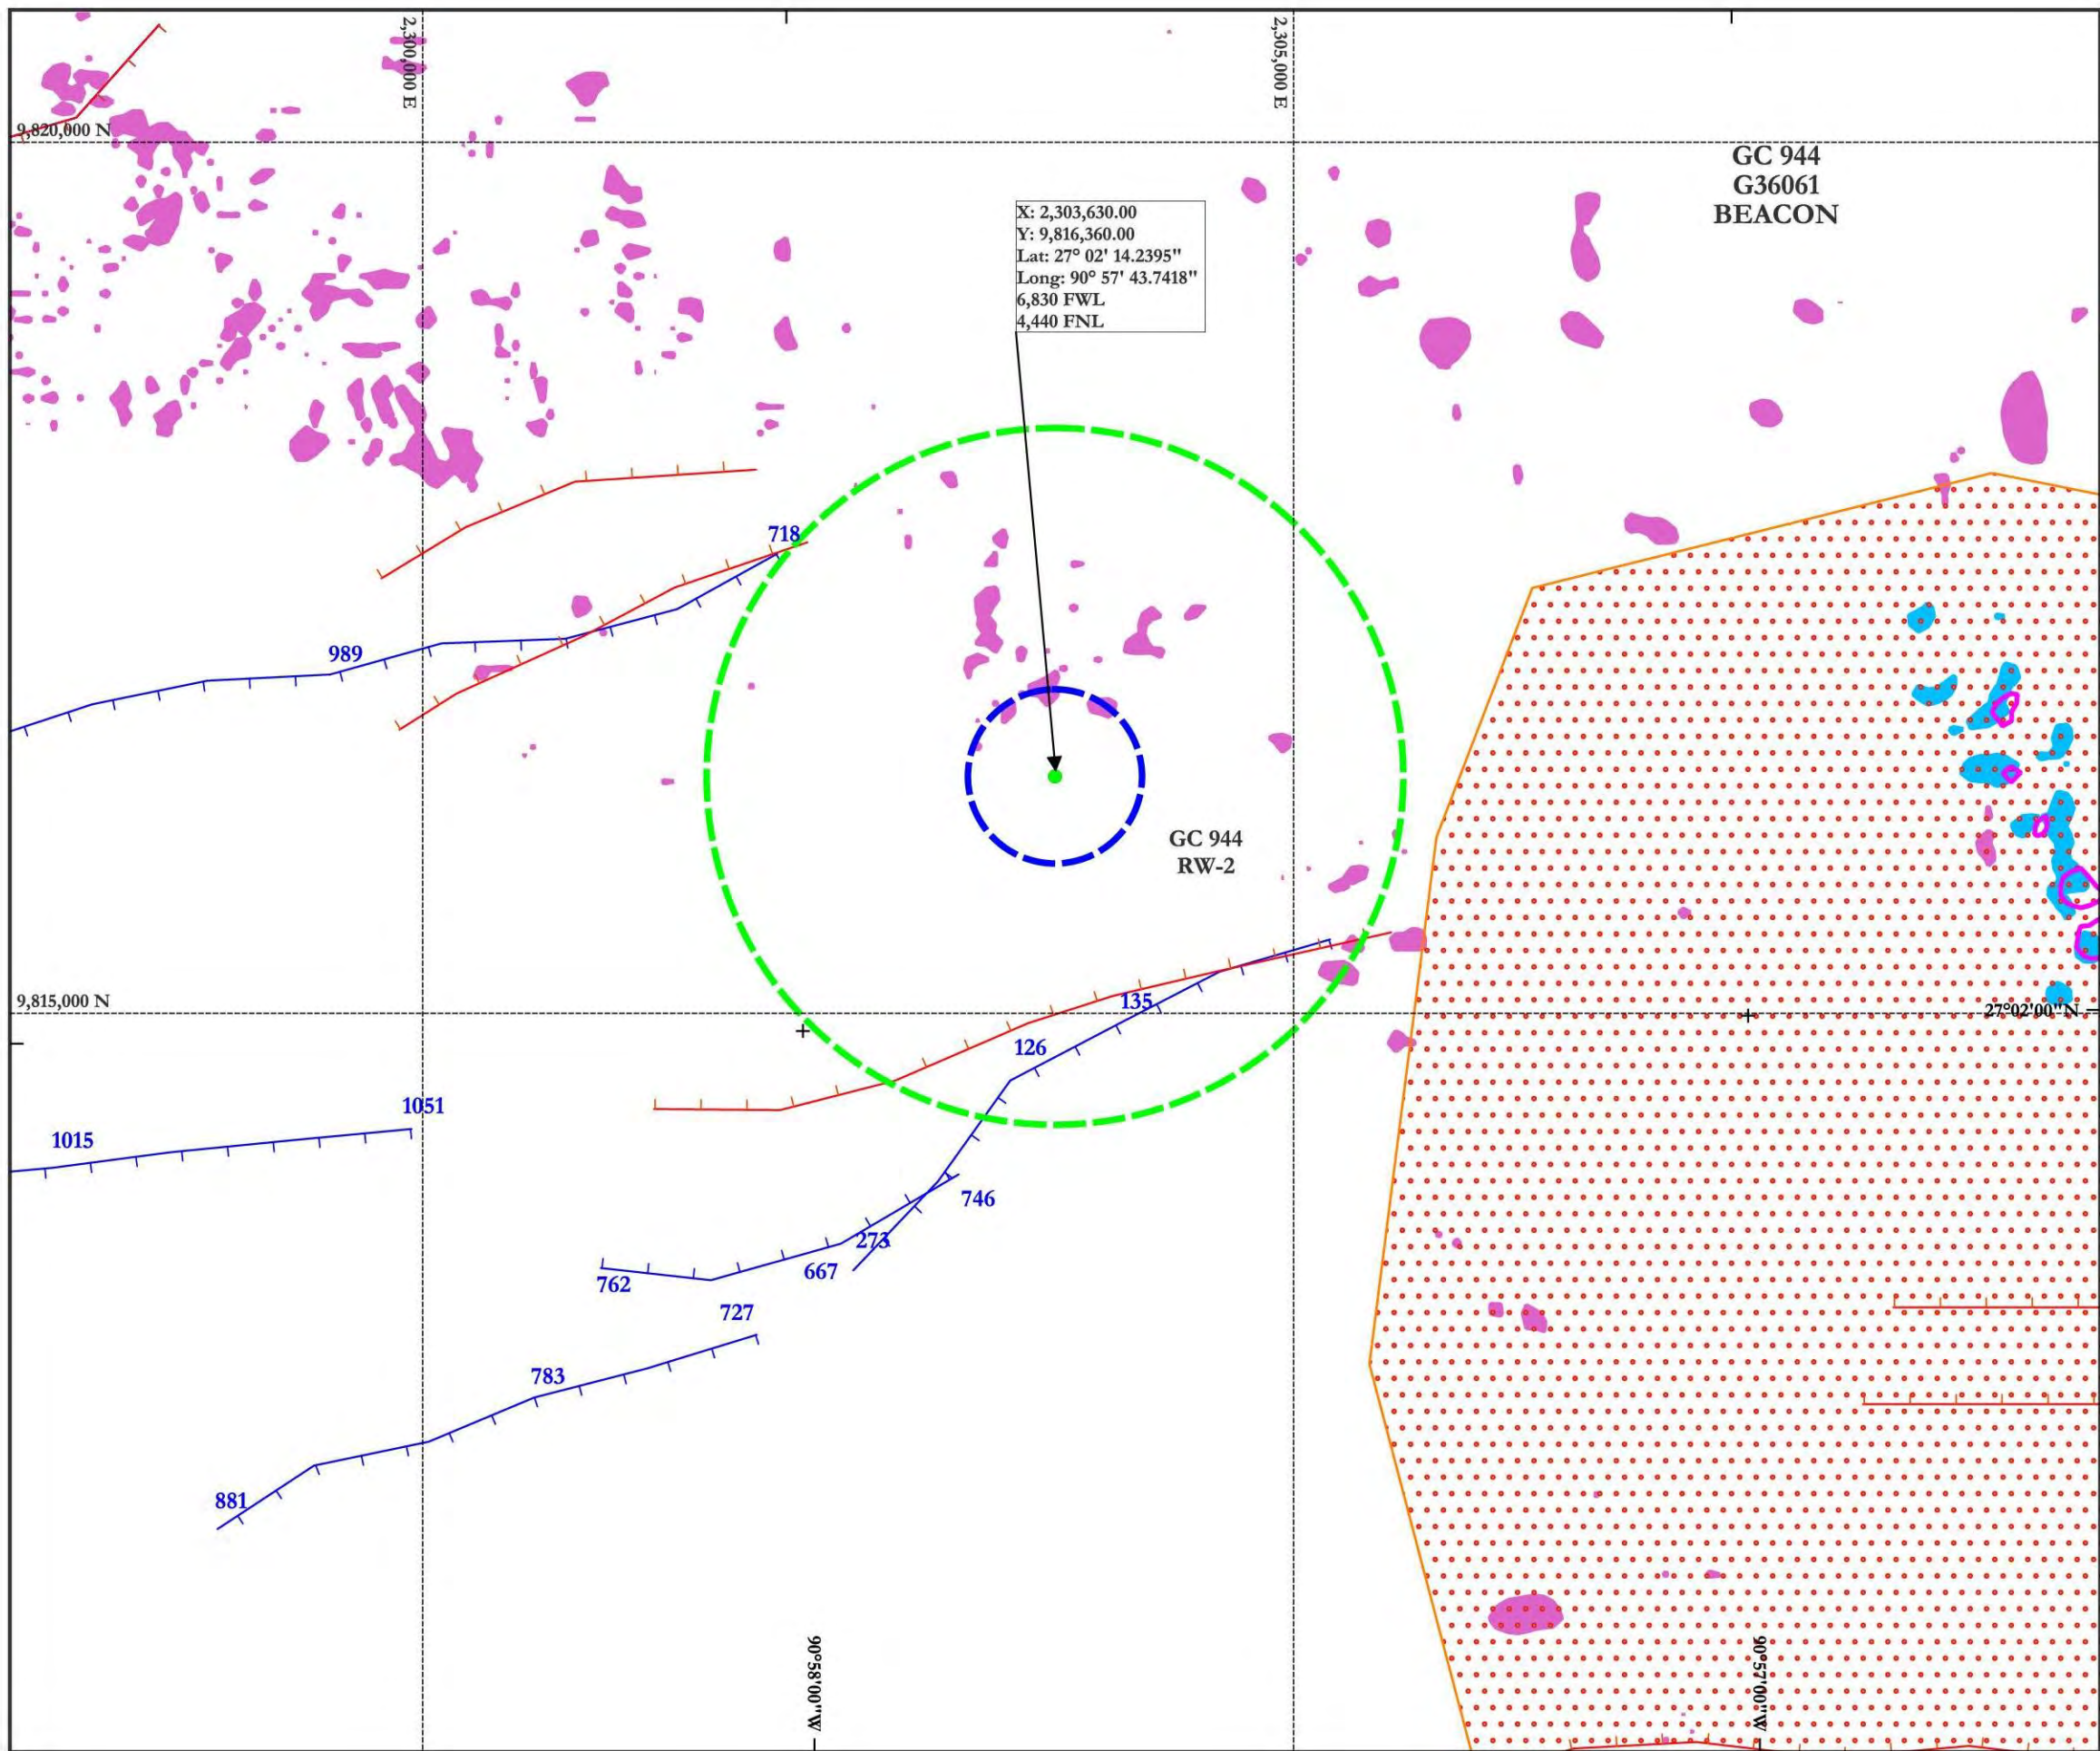 2,300,000 E
2,305,000 E
9,820,000 N
GC 944
G36061
BEACON
X: 2,303,630.00
Y: 9,816,360.00
Lat: 27° 02' 14.2395"
Long: 90° 57' 43.7418"
6,830 FWL
4,440 FNL
718
989
GC 944
RW-2
9,815,000 N
135
27°02'00"N
126
1051
1015
746
273
667
762
727
783
881
90°58'00"W
90°57'00"W